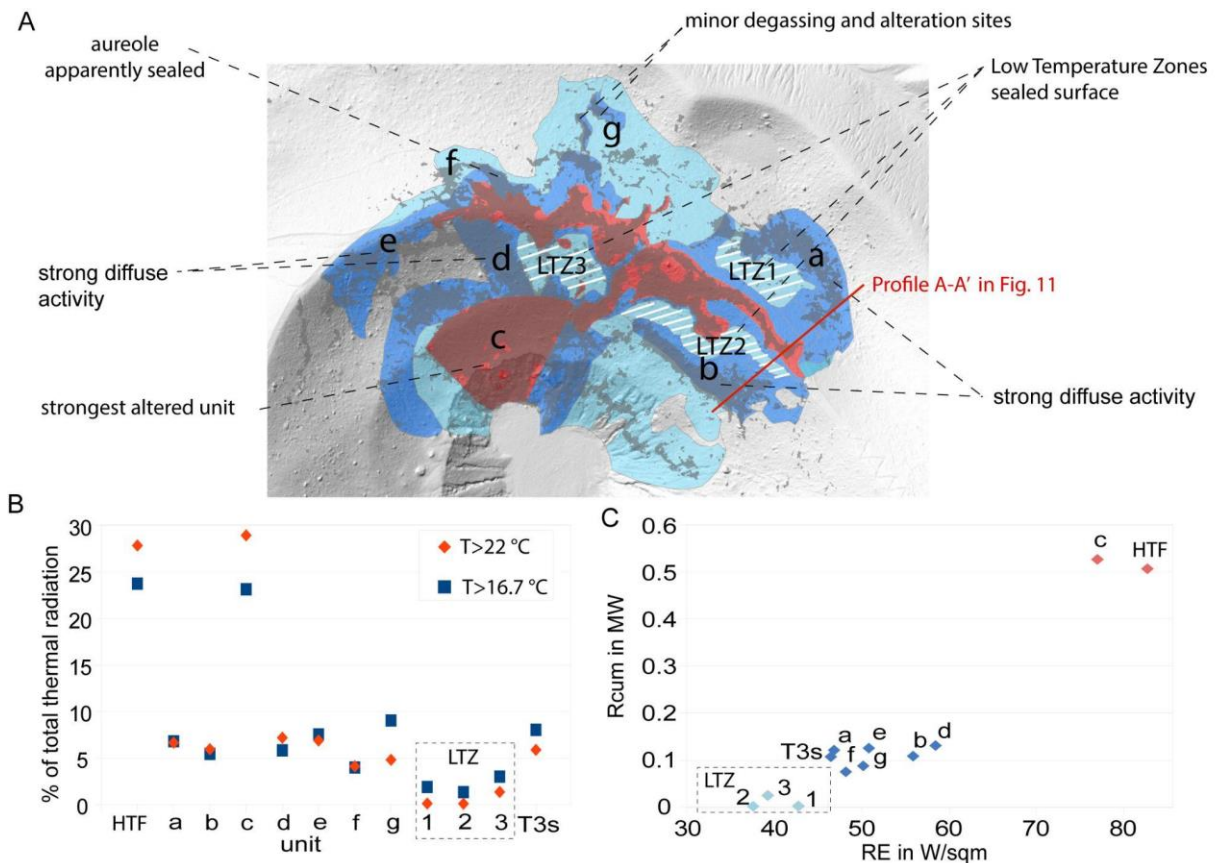 A
minor degassing and alteration sites
aureole
apparently sealed
Low Temperature Zones
sealed surface
g
f
e
a
d
LTZ3
LTZ1
strong diffuse
activity
Profile A-A' in Fig. 11
c
LTZ2
b
strongest altered unit
strong diffuse activity
B
% of total thermal radiation
30
25
20
15
10
5
0
T>22 °C
T>16.7 °C
LTZ
HTF
a
b
c
d
e
f
g
1
2
3
T3s
unit
C
Rcum in MW
0.6
0.5
0.4
0.3
0.2
0.1
0
c
HTF
a
e
T3s
f
g
b
d
LTZ
2
3
1
30
40
50
60
70
80
RE in W/sqm